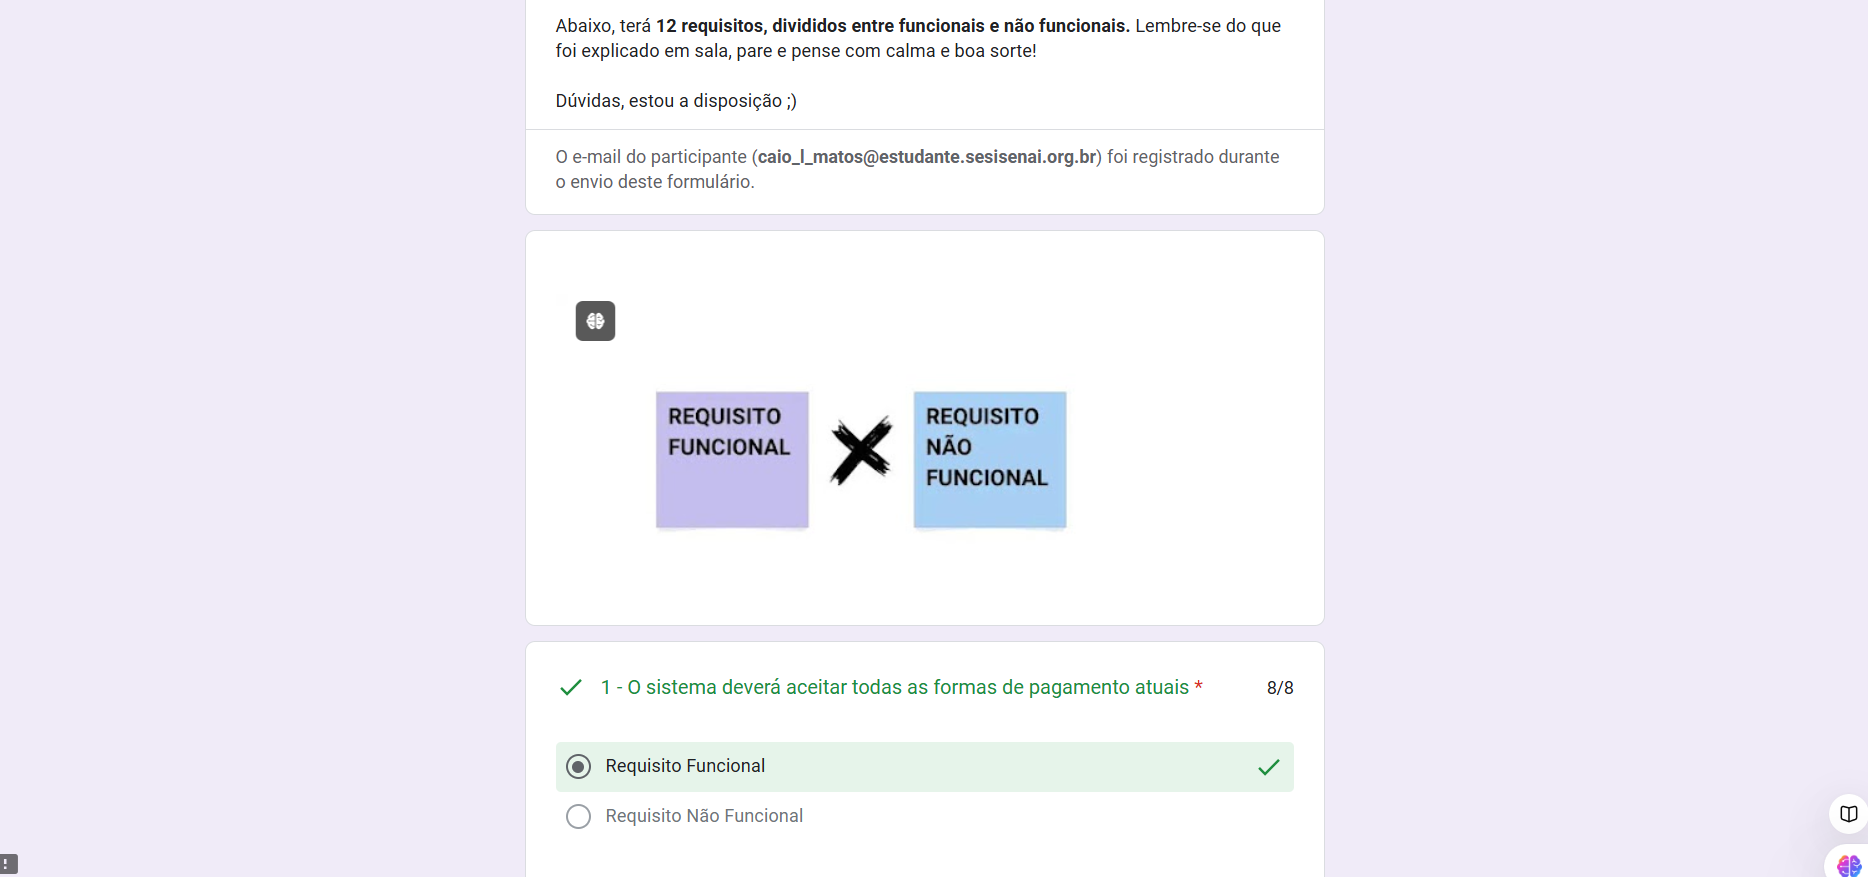 Abaixo, terá 12 requisitos, divididos entre funcionais e não funcionais. Lembre-se do que
foi explicado em sala, pare e pense com calma e boa sorte!
Dúvidas, estou a disposição ;)
O e-mail do participante (caio_l_matos@estudante.sesisenai.org.br) foi registrado durante
o envio deste formulário.
REQUISITO
FUNCIONAL
REQUISITO
NÃO
FUNCIONAL
1 - O sistema deverá aceitar todas as formas de pagamento atuais * 8/8
Requisito Funcional
Requisito Não Funcional